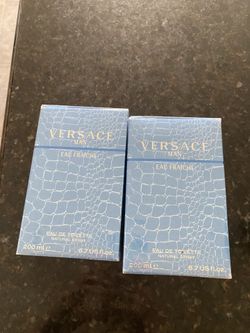 VERSACE
MAN
EAU FRAÎCHE
EAU DE TOILETTE
NATURAL SPRAY
200 ml e 6.7 US fl.oz.
VERSACE
MAN
EAU FRAÎCHE
EAU DE TOILETTE
NATURAL SPRAY
200 ml e 6.7 US fl.oz.